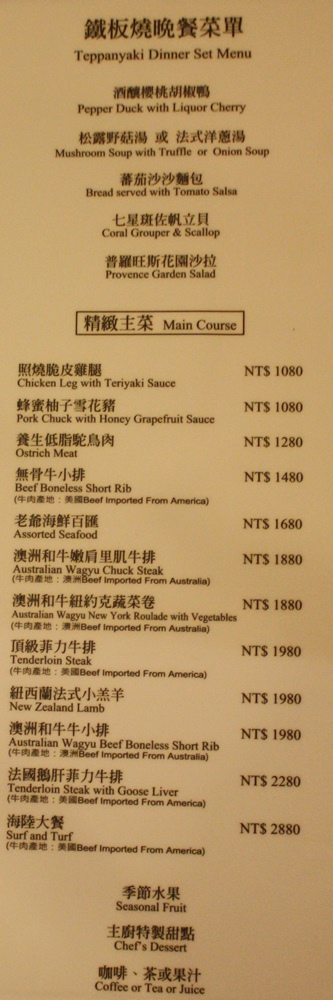 鐵板燒晚餐菜單
Teppanyaki Dinner Set Menu
酒釀櫻桃胡椒鴨
Pepper Duck with Liquor Cherry
松露野菇湯 或 法式洋蔥湯
Mushroom Soup with Truffle or Onion Soup
蕃茄沙沙麵包
Bread served with Tomato Salsa
七星斑佐帆立貝
Coral Grouper & Scallop
普羅旺斯花園沙拉
Provence Garden Salad
精緻主菜 Main Course
照燒脆皮雞腿 NT$ 1080
Chicken Leg with Teriyaki Sauce
蜂蜜柚子雪花豬 NT$ 1080
Pork Chuck with Honey Grapefruit Sauce
養生低脂鴕鳥肉 NT$ 1280
Ostrich Meat
無骨牛小排 NT$ 1480
Beef Boneless Short Rib
(牛肉產地：美國Beef Imported From America)
老爺海鮮百匯 NT$ 1680
Assorted Seafood
澳洲和牛嫩肩里肌牛排 NT$ 1880
Australian Wagyu Chuck Steak
(牛肉產地：澳洲Beef Imported From Australia)
澳洲和牛紐約克蔬菜卷 NT$ 1880
Australian Wagyu New York Roulade with Vegetables
(牛肉產地：澳洲Beef Imported From Australia)
頂級菲力牛排 NT$ 1980
Tenderloin Steak
(牛肉產地：美國Beef Imported From America)
紐西蘭法式小羔羊 NT$ 1980
New Zealand Lamb
澳洲和牛牛小排 NT$ 1980
Australian Wagyu Beef Boneless Short Rib
(牛肉產地：澳洲Beef Imported From Australia)
法國鵝肝菲力牛排 NT$ 2280
Tenderloin Steak with Goose Liver
(牛肉產地：美國Beef Imported From America)
海陸大餐 NT$ 2880
Surf and Turf
(牛肉產地：美國Beef Imported From America)
季節水果
Seasonal Fruit
主廚特製甜點
Chef's Dessert
咖啡、茶或果汁
Coffee or Tea or Juice